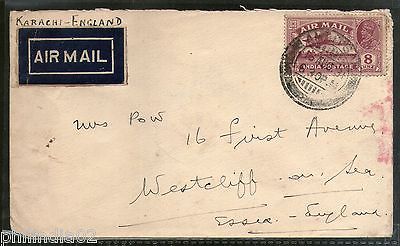 KARACHI-ENGLAND
AIR MAIL
AIR MAIL
INDIA POSTAGE
8
Mrs Pow
16 First Avenue
Westcliff-on-Sea.
Essex-England.
phmindia02